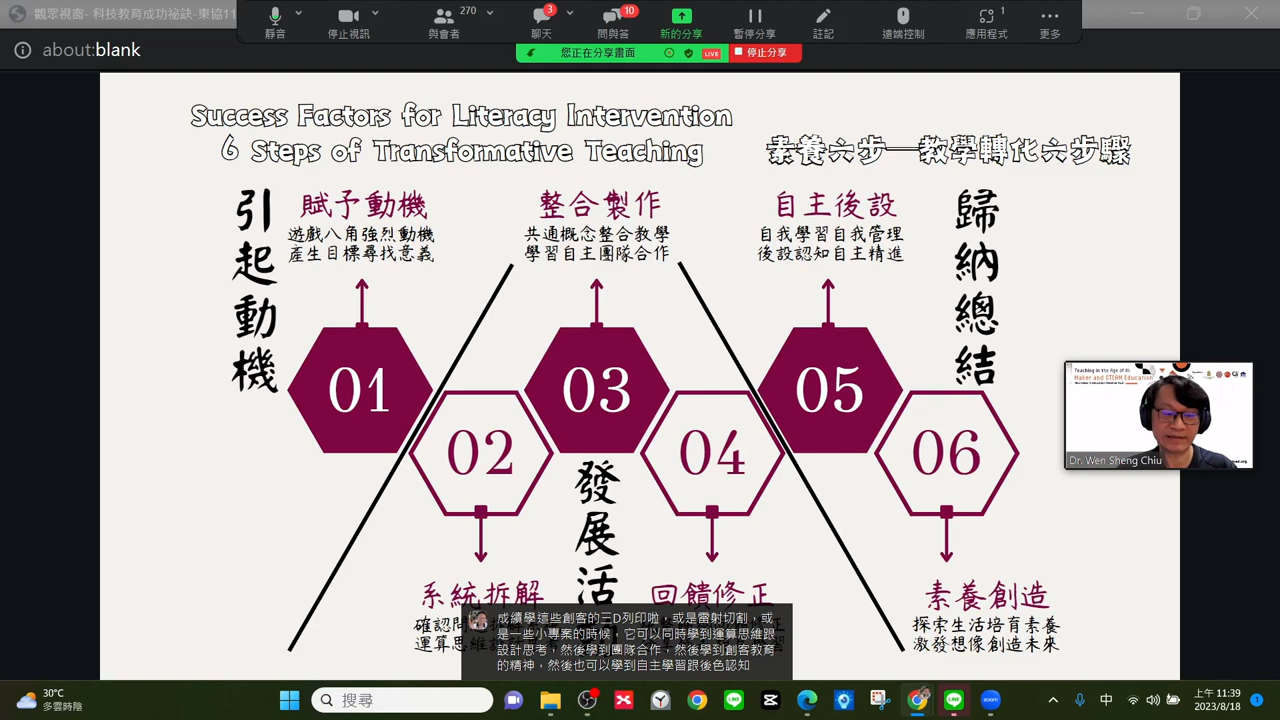 觀眾視窗- 科技教育成功祕訣-東協11
靜音
停止視訊
270
與會者
3
聊天
10
問與答
新的分享
暫停分享
註記
遠端控制
1
應用程式
更多
您正在分享畫面
LIVE
停止分享
about:blank
Success Factors for Literacy Intervention
6 Steps of Transformative Teaching
素養六步—教學轉化六步驟
引起動機
賦予動機
遊戲八角強烈動機
產生目標尋找意義
整合製作
共通概念整合教學
學習自主團隊合作
自主後設
自我學習自我管理
後設認知自主精進
歸納總結
01
02
03
04
05
06
Teaching in the Age of AI
Maker and STEAM Education
Dr. Wen Sheng Chiu
發展活
系統拆解
回饋修正
素養創造
探索生活培育素養
激發想像創造未來
成績學這些創客的三D列印啦，或是雷射切割，或
是一些小專案的時候，它可以同時學到運算思維跟
設計思考，然後學到團隊合作，然後學到創客教育
的精神，然後也可以學到自主學習跟後色認知
30°C
多雲時陰
搜尋
中
上午 11:39
2023/8/18